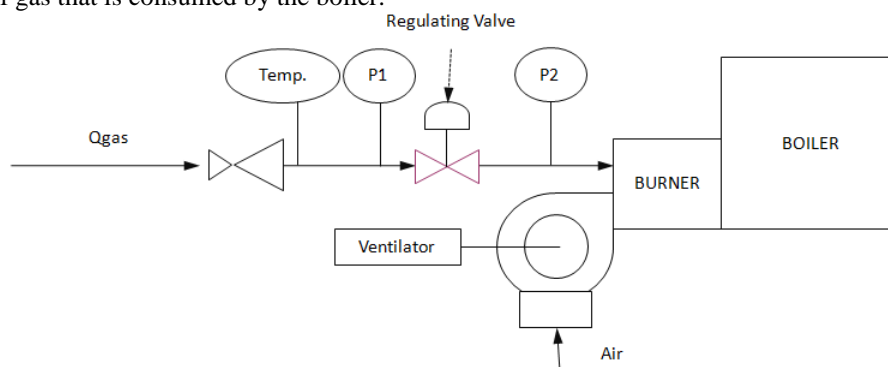 gas that is consumed by the boiler.
Regulating Valve
Temp.
P1
P2
Qgas
BOILER
BURNER
Ventilator
Air